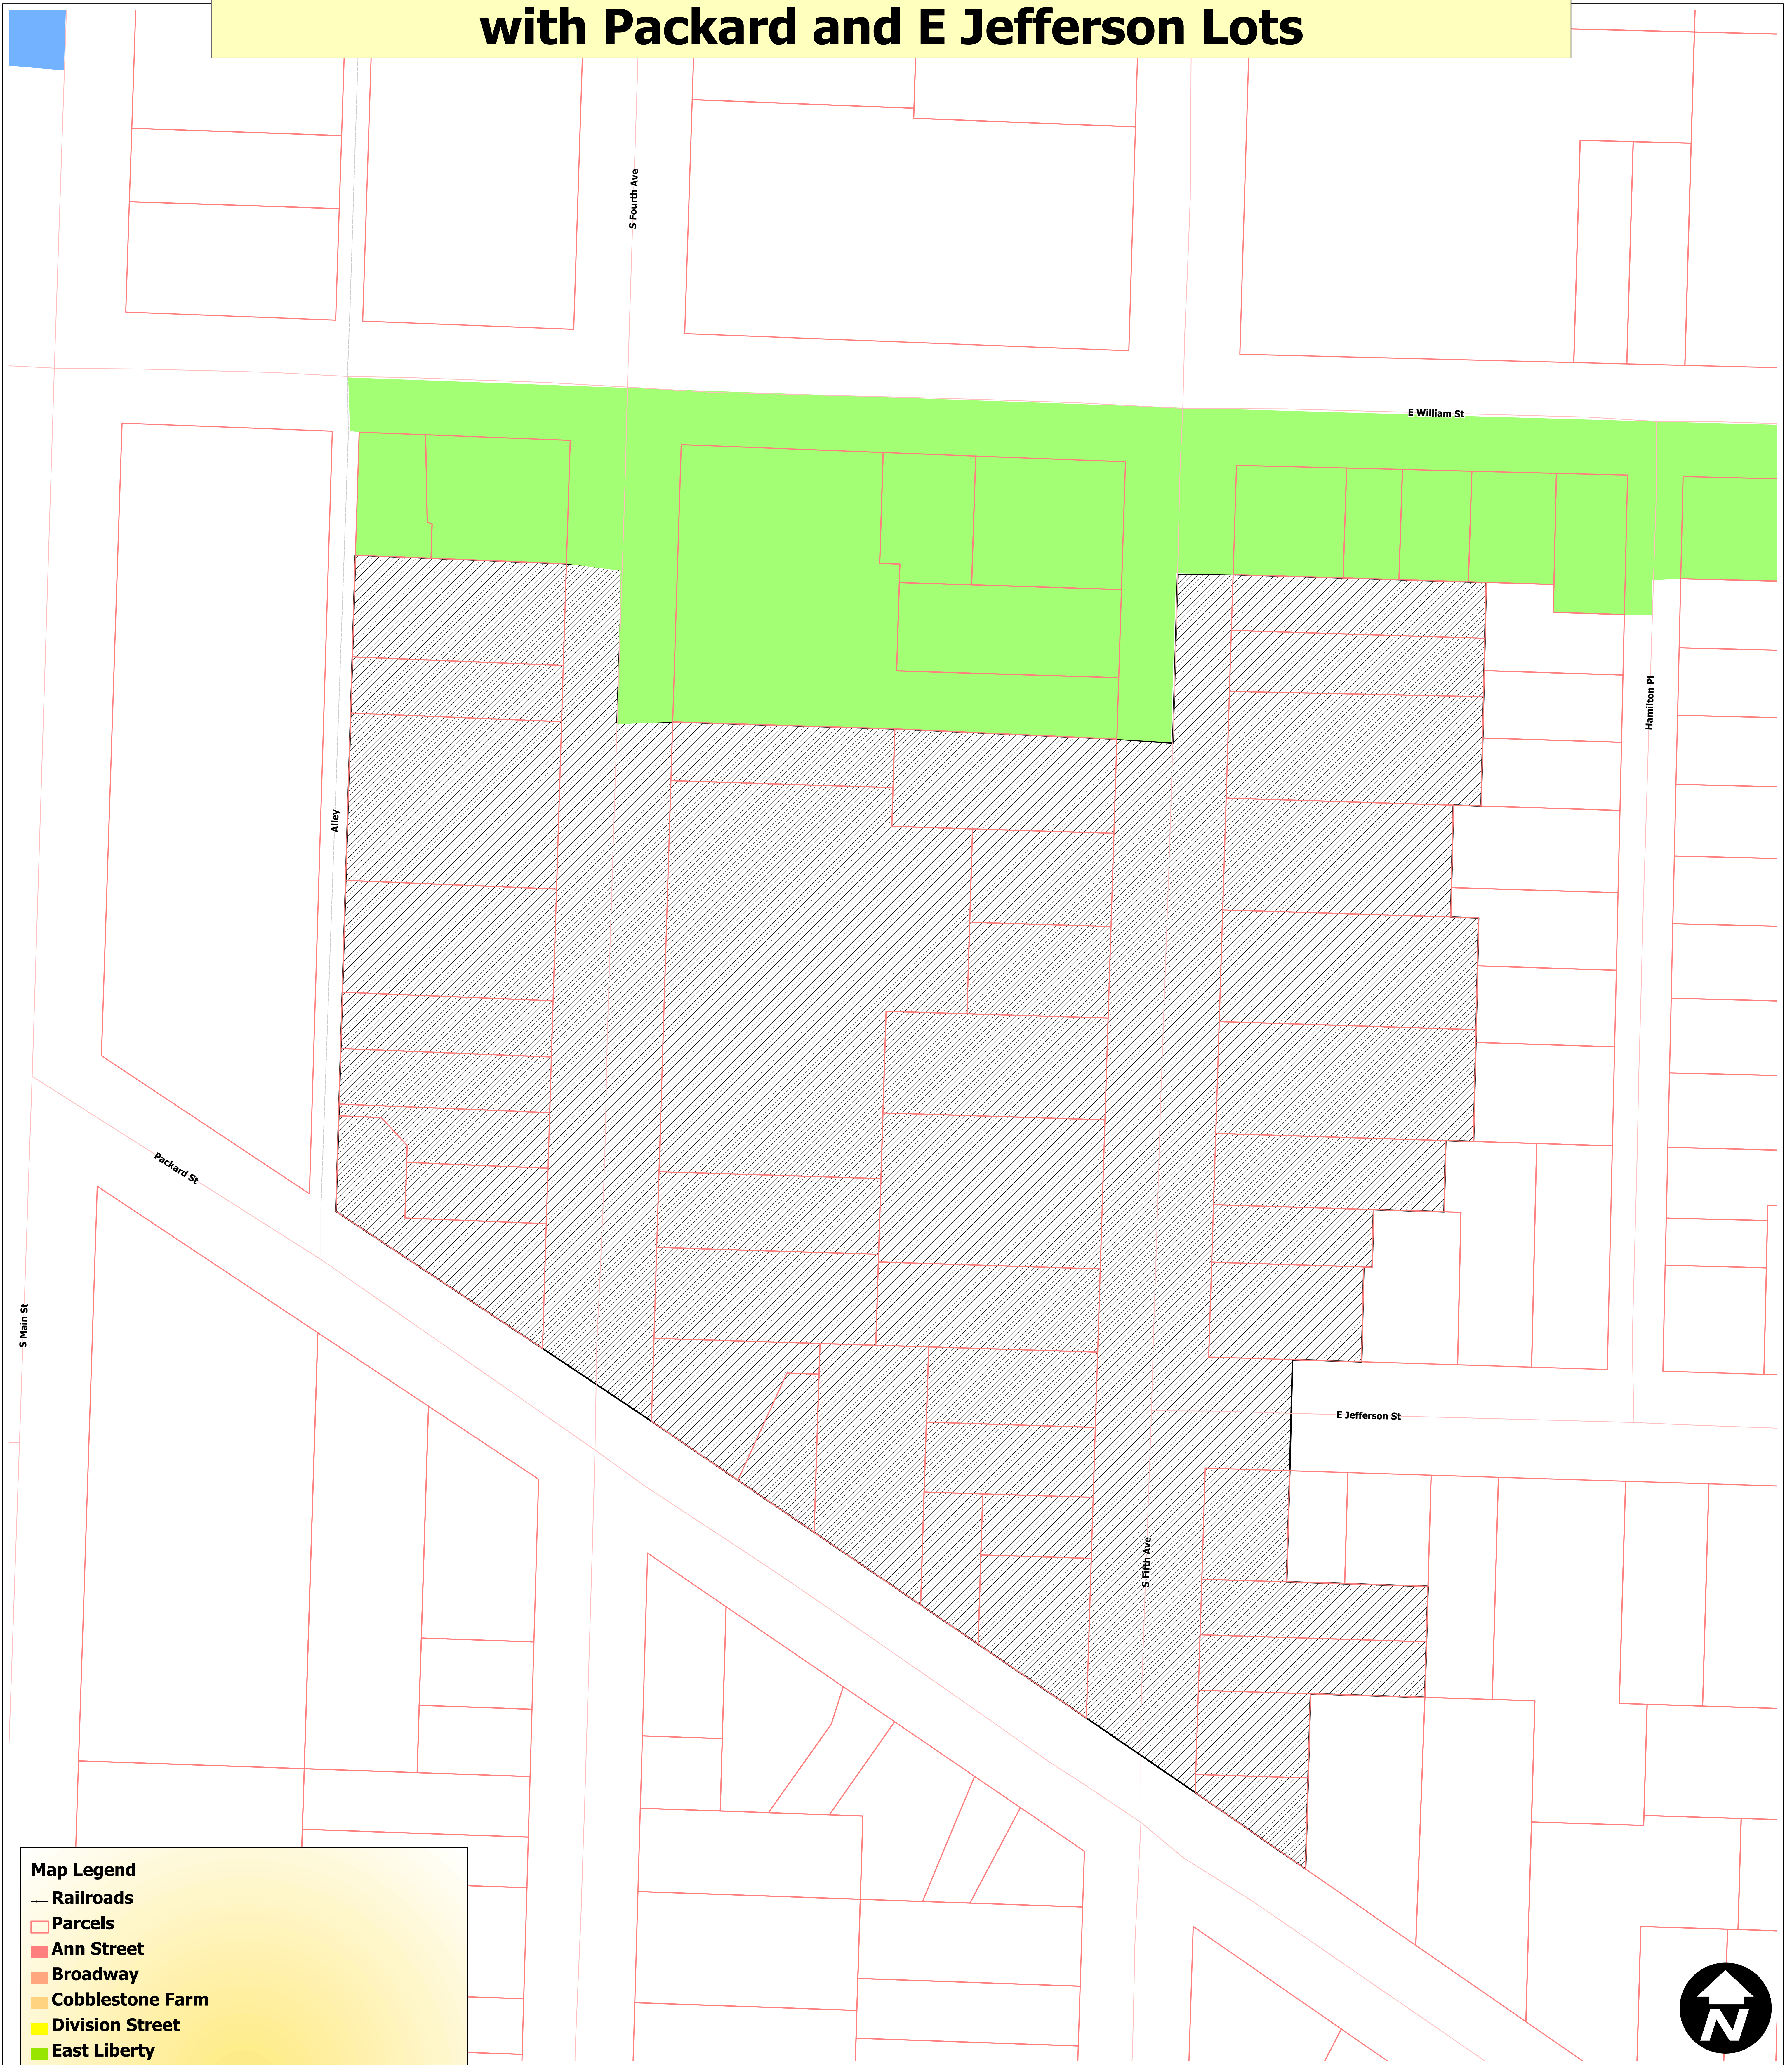 with Packard and E Jefferson Lots
S Fourth Ave
E William St
Hamilton Pl
Alley
Packard St
S Main St
E Jefferson St
S Fifth Ave
Map Legend
Railroads
Parcels
Ann Street
Broadway
Cobblestone Farm
Division Street
East Liberty
N